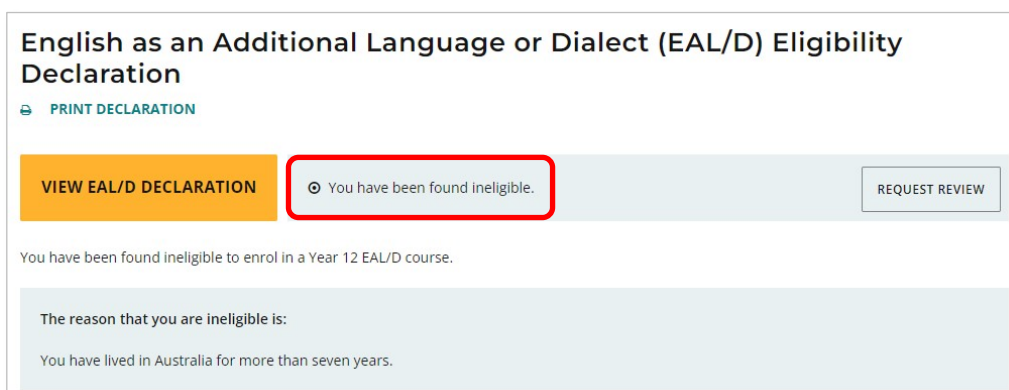 English as an Additional Language or Dialect (EAL/D) Eligibility
Declaration
PRINT DECLARATION
VIEW EAL/D DECLARATION
You have been found ineligible.
REQUEST REVIEW
You have been found ineligible to enrol in a Year 12 EAL/D course.
The reason that you are ineligible is:
You have lived in Australia for more than seven years.